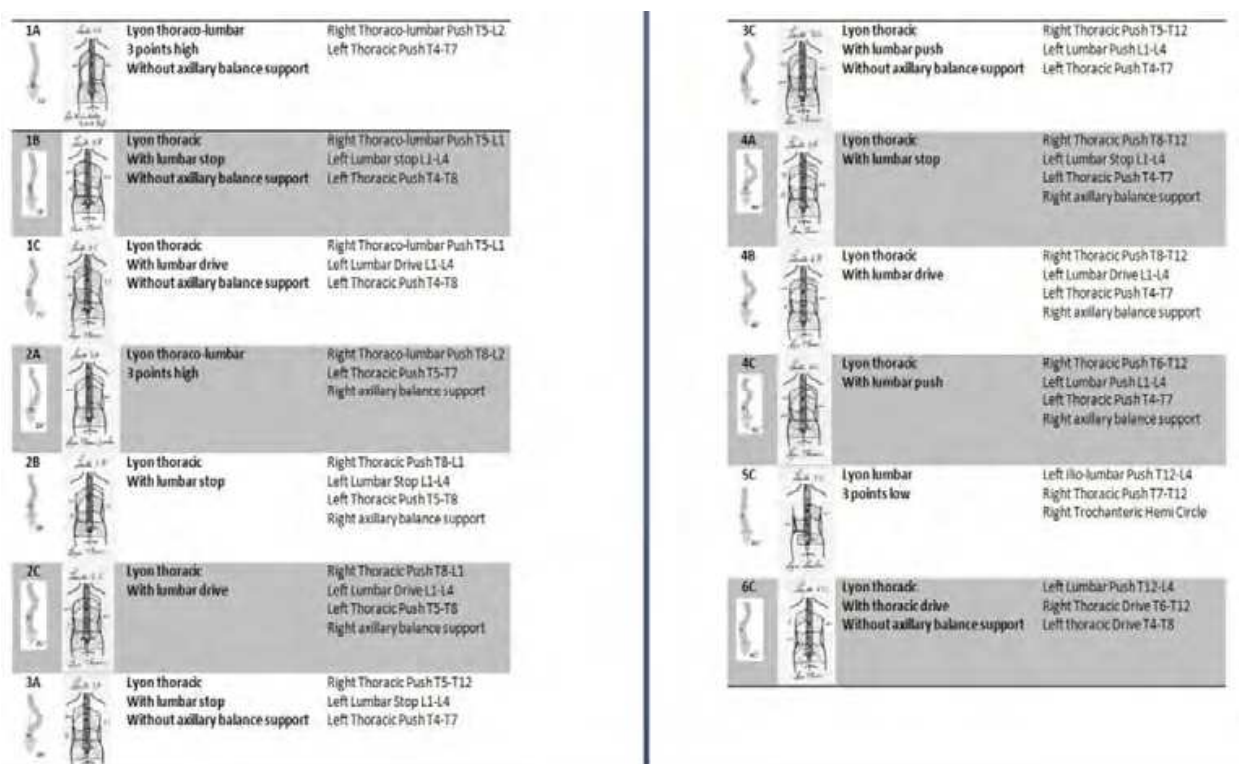 1A Lyon thoraco-lumbar Right Thoraco-lumbar Push T5-L2
3 points high Left Thoracic Push T4-T7
Without axillary balance support
1B Lyon thoracic Right Thoraco-lumbar Push T5-L1
With lumbar stop Left Lumbar stop L1-L4
Without axillary balance support Left Thoracic Push T4-T8
1C Lyon thoracic Right Thoraco-lumbar Push T5-L1
With lumbar drive Left Lumbar Drive L1-L4
Without axillary balance support Left Thoracic Push T4-T8
2A Lyon thoraco-lumbar Right Thoraco-lumbar Push T8-L2
3 points high Left Thoracic Push T5-T7
Right axillary balance support
2B Lyon thoracic Right Thoracic Push T8-L1
With lumbar stop Left Lumbar Stop L1-L4
Left Thoracic Push T5-T8
Right axillary balance support
2C Lyon thoracic Right Thoracic Push T8-L1
With lumbar drive Left Lumbar Drive L1-L4
Left Thoracic Push T5-T8
Right axillary balance support
3A Lyon thoracic Right Thoracic Push T5-T12
With lumbar stop Left Lumbar Stop L1-L4
Without axillary balance support Left Thoracic Push T4-T7
3C Lyon thoracic Right Thoracic Push T5-T12
With lumbar push Left Lumbar Push L1-L4
Without axillary balance support Left Thoracic Push T4-T7
4A Lyon thoracic Right Thoracic Push T8-T12
With lumbar stop Left Lumbar Stop L1-L4
Left Thoracic Push T4-T7
Right axillary balance support
4B Lyon thoracic Right Thoracic Push T8-T12
With lumbar drive Left Lumbar Drive L1-L4
Left Thoracic Push T4-T7
Right axillary balance support
4C Lyon thoracic Right Thoracic Push T6-T12
With lumbar push Left Lumbar Push L1-L4
Left Thoracic Push T4-T7
Right axillary balance support
5C Lyon lumbar Left Ilio-lumbar Push T12-L4
3 points low Right Thoracic Push T7-T12
Right Trochanteric Hemi Circle
6C Lyon thoracic Left Lumbar Push T12-L4
With thoracic drive Right Thoracic Drive T6-T12
Without axillary balance support Left thoracic Drive T4-T8